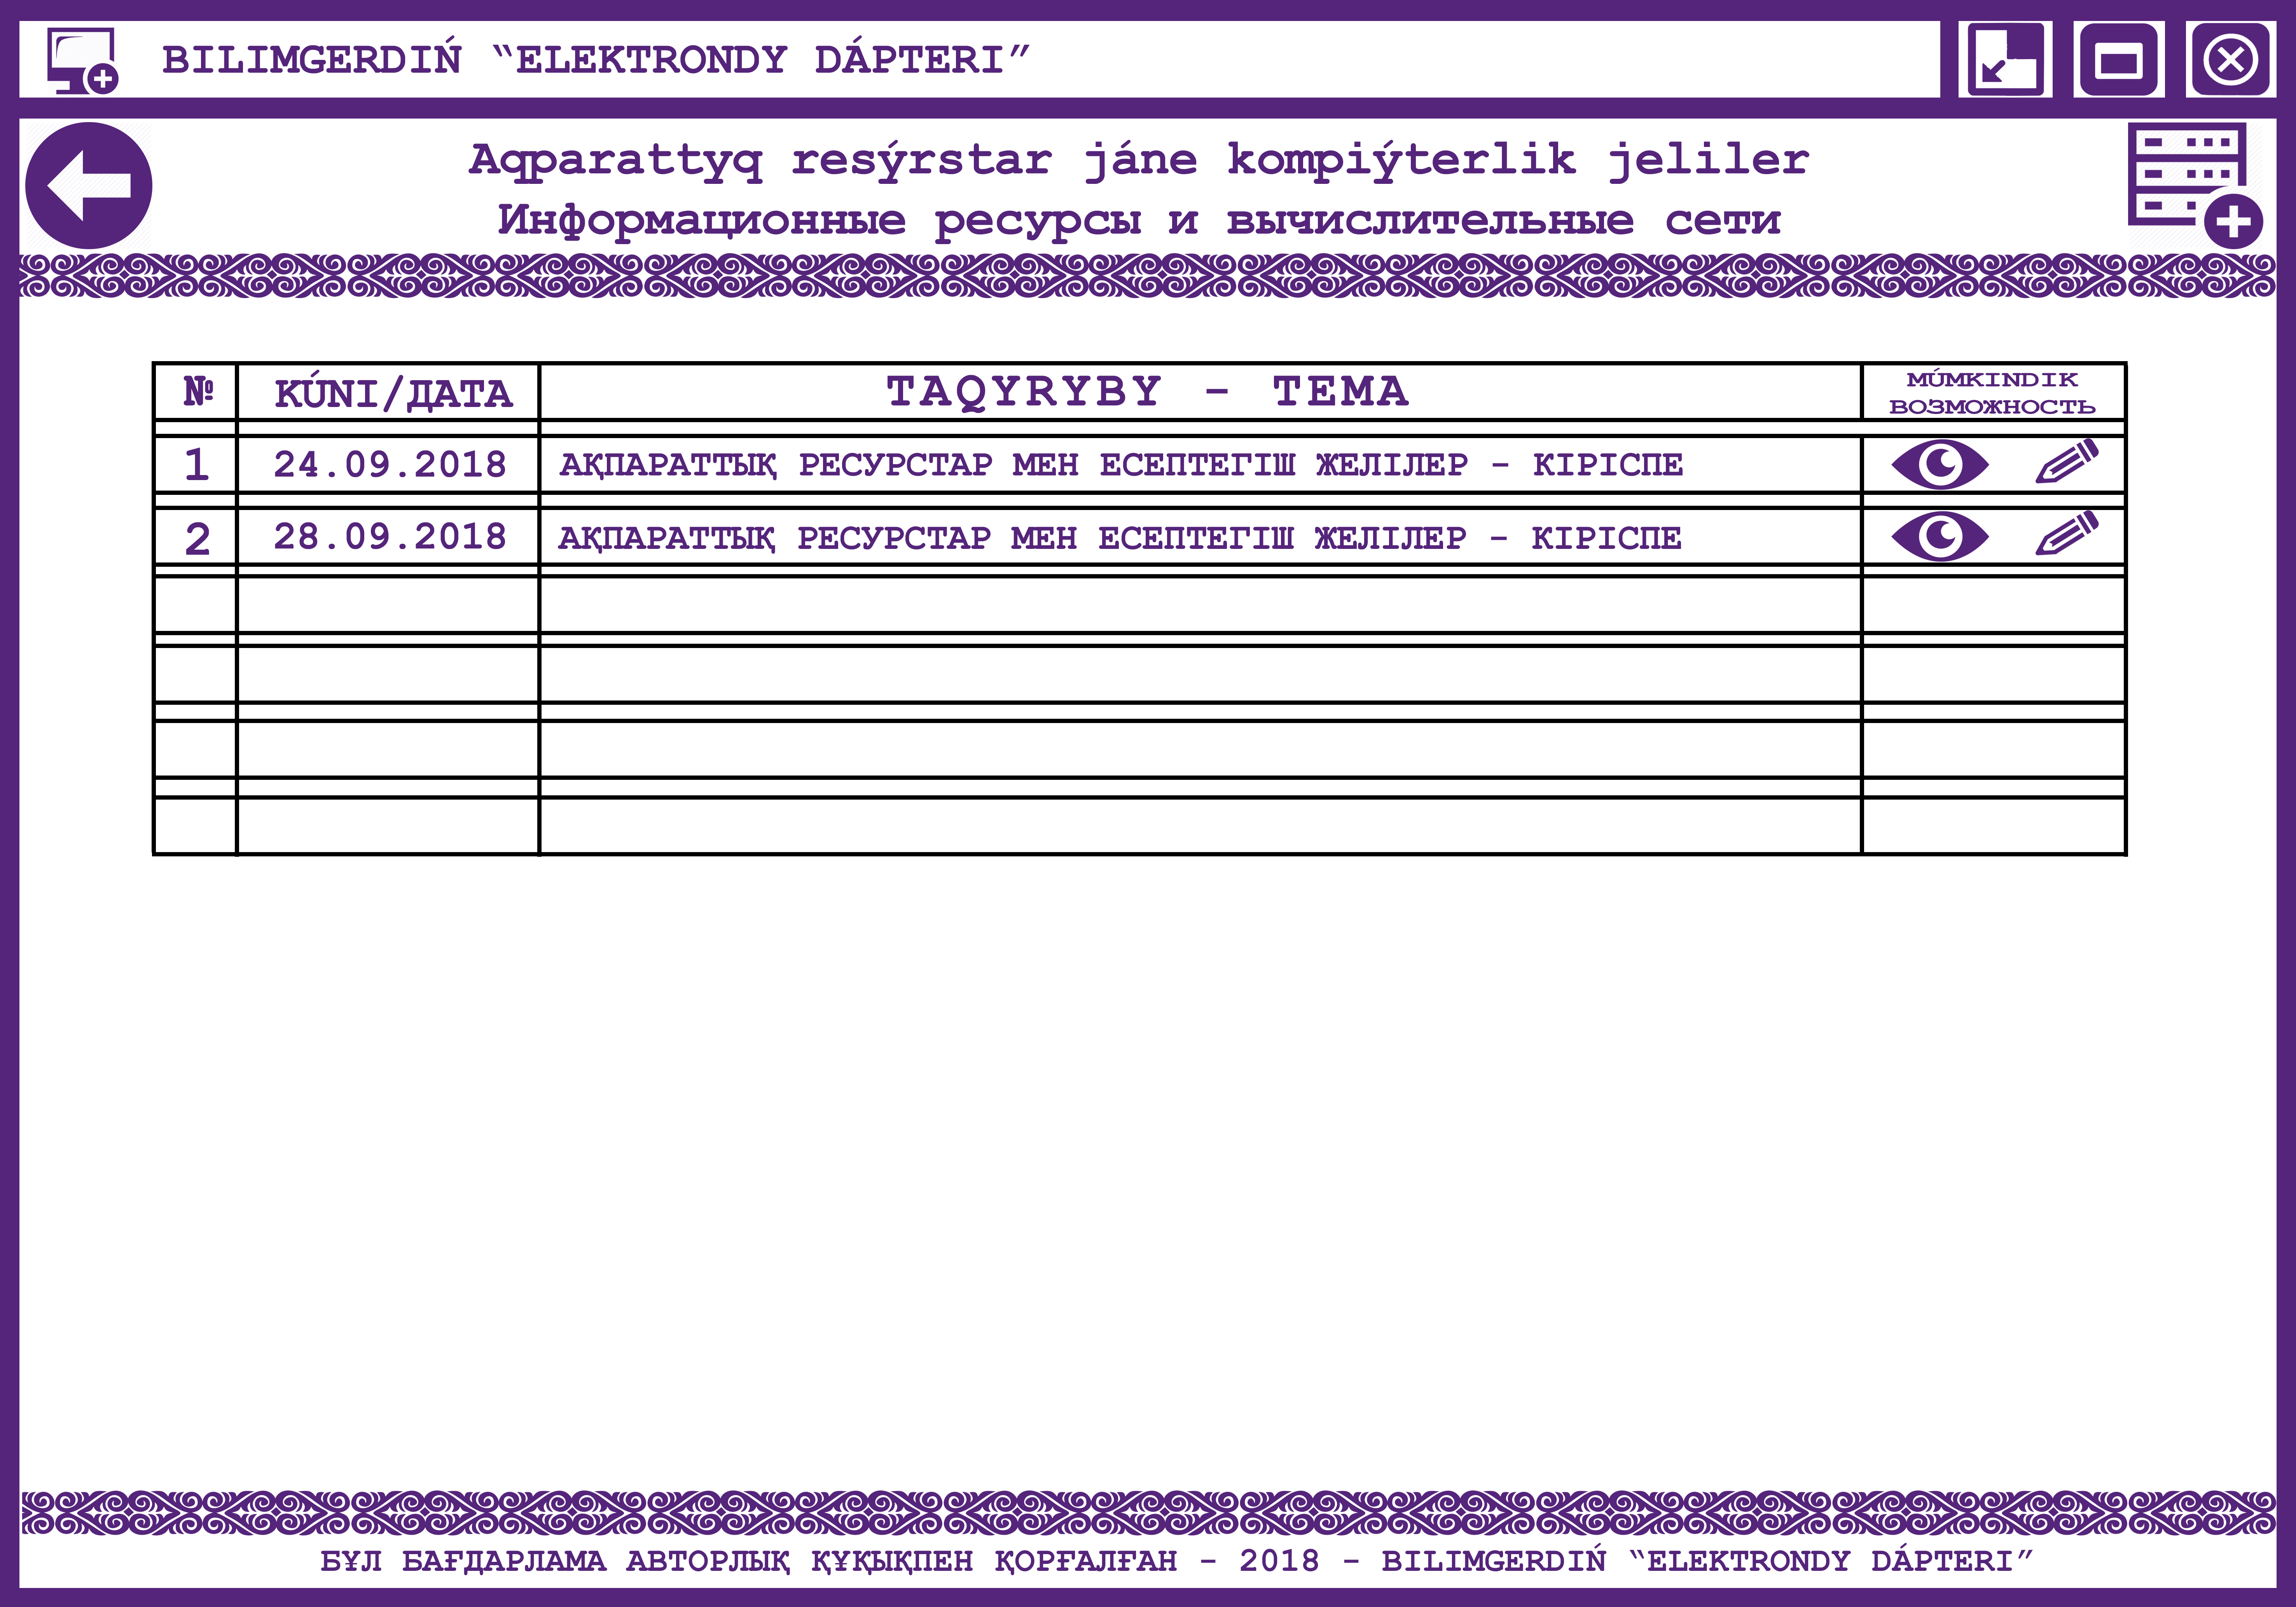 BILIMGERDIŃ “ELEKTRONDY DÁPTERI”
Aqparattyq resýrstar jáne kompiýterlik jeliler
Информационные ресурсы и вычислительные сети
№ KÚNI/ДАТА TAQYRYBY – TEMA MÚMKINDIK
ВОЗМОЖНОСТЬ
1 24.09.2018 АҚПАРАТТЫҚ РЕСУРСТАР МЕН ЕСЕПТЕГІШ ЖЕЛІЛЕР – КІРІСПЕ
2 28.09.2018 АҚПАРАТТЫҚ РЕСУРСТАР МЕН ЕСЕПТЕГІШ ЖЕЛІЛЕР – КІРІСПЕ
БҰЛ БАҒДАРЛАМА АВТОРЛЫҚ ҚҰҚЫҚПЕН ҚОРҒАЛҒАН – 2018 – BILIMGERDIŃ “ELEKTRONDY DÁPTERI”